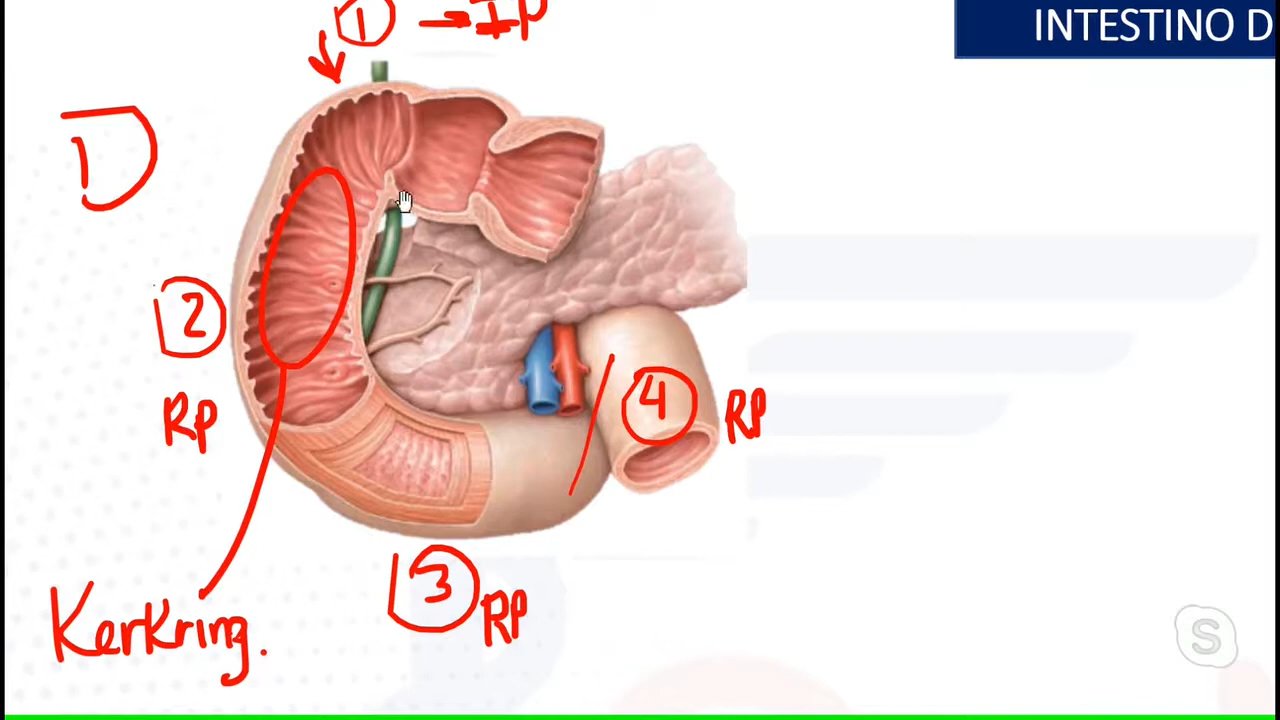 INTESTINO D
1 → IP
D
2
RP
4
RP
3
RP
Kerkring.
S